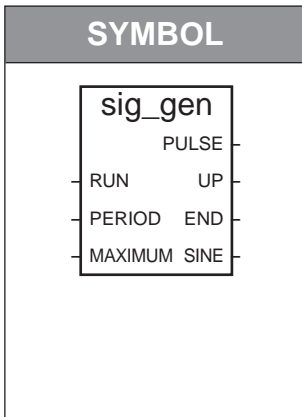 SYMBOL
sig_gen
PULSE
RUN UP
PERIOD END
MAXIMUM SINE